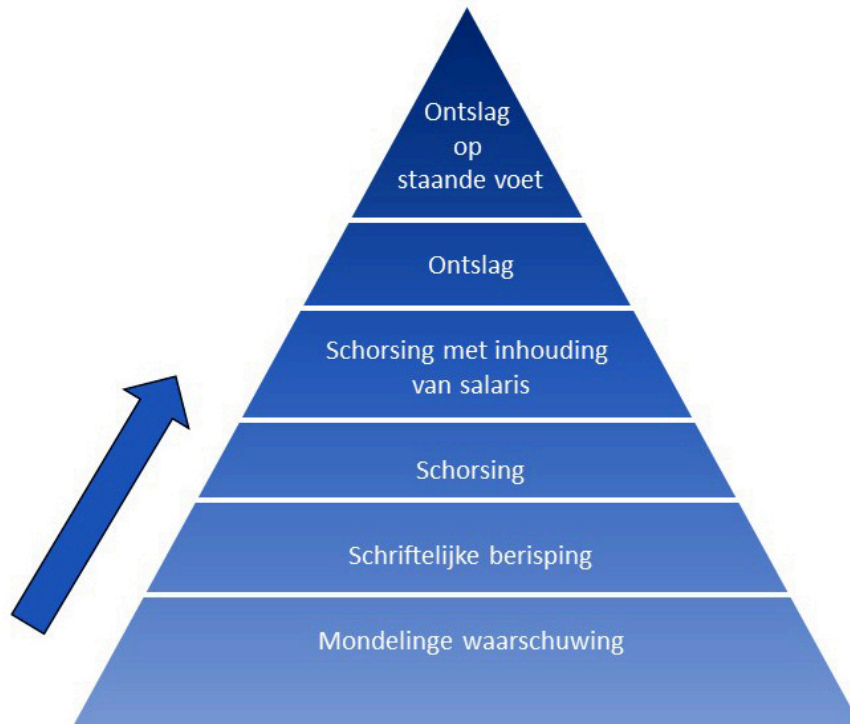 Ontslag
op
staande voet
Ontslag
Schorsing met inhouding
van salaris
Schorsing
Schriftelijke berisping
Mondelinge waarschuwing